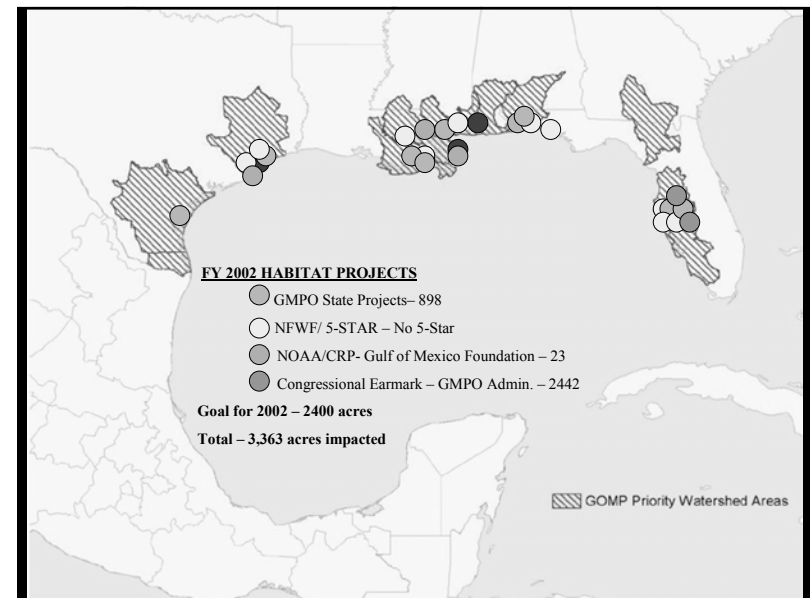 FY 2002 HABITAT PROJECTS
GMPO State Projects– 898
NFWF/ 5-STAR – No 5-Star
NOAA/CRP- Gulf of Mexico Foundation – 23
Congressional Earmark – GMPO Admin. – 2442
Goal for 2002 – 2400 acres
Total – 3,363 acres impacted
GOMP Priority Watershed Areas